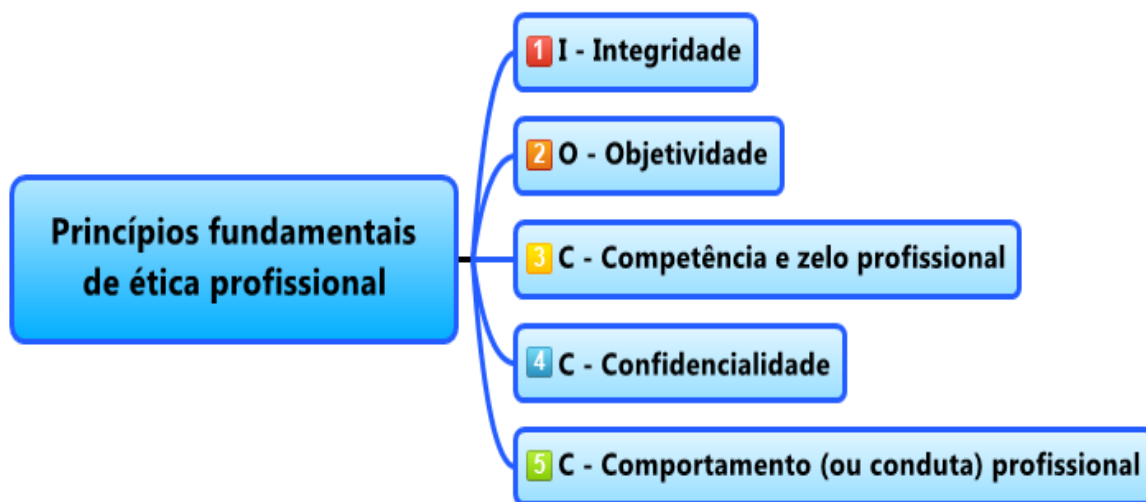 1 I - Integridade
2 O - Objetividade
Princípios fundamentais
de ética profissional
3 C - Competência e zelo profissional
4 C - Confidencialidade
5 C - Comportamento (ou conduta) profissional